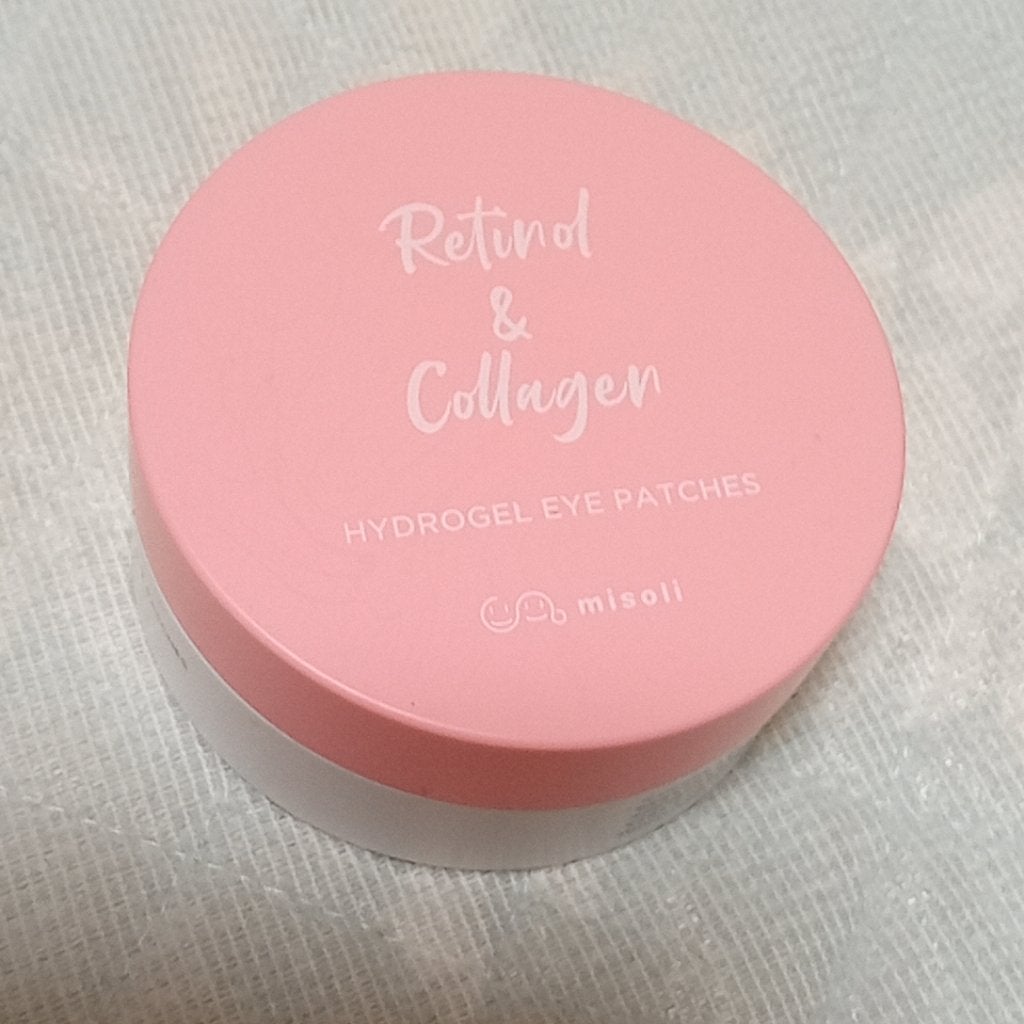 Retinol
&
Collagen
HYDROGEL EYE PATCHES
misoli